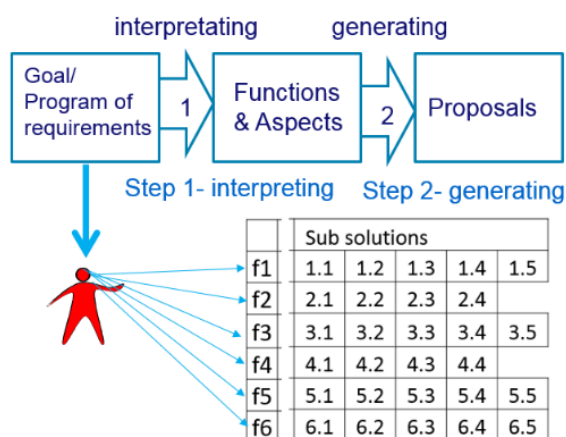 interpretating
generating
Goal/
Program of
requirements
1
Functions
& Aspects
2
Proposals
Step 1- interpreting
Step 2- generating
Sub solutions
f1 1.1 1.2 1.3 1.4 1.5
f2 2.1 2.2 2.3 2.4
f3 3.1 3.2 3.3 3.4 3.5
f4 4.1 4.2 4.3 4.4
f5 5.1 5.2 5.3 5.4 5.5
f6 6.1 6.2 6.3 6.4 6.5